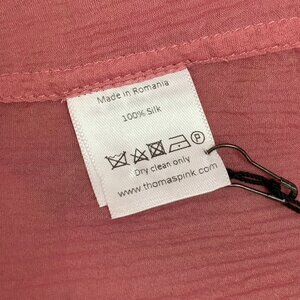 Made in Romania
100% Silk
P
Dry clean only
www.thomaspink.com